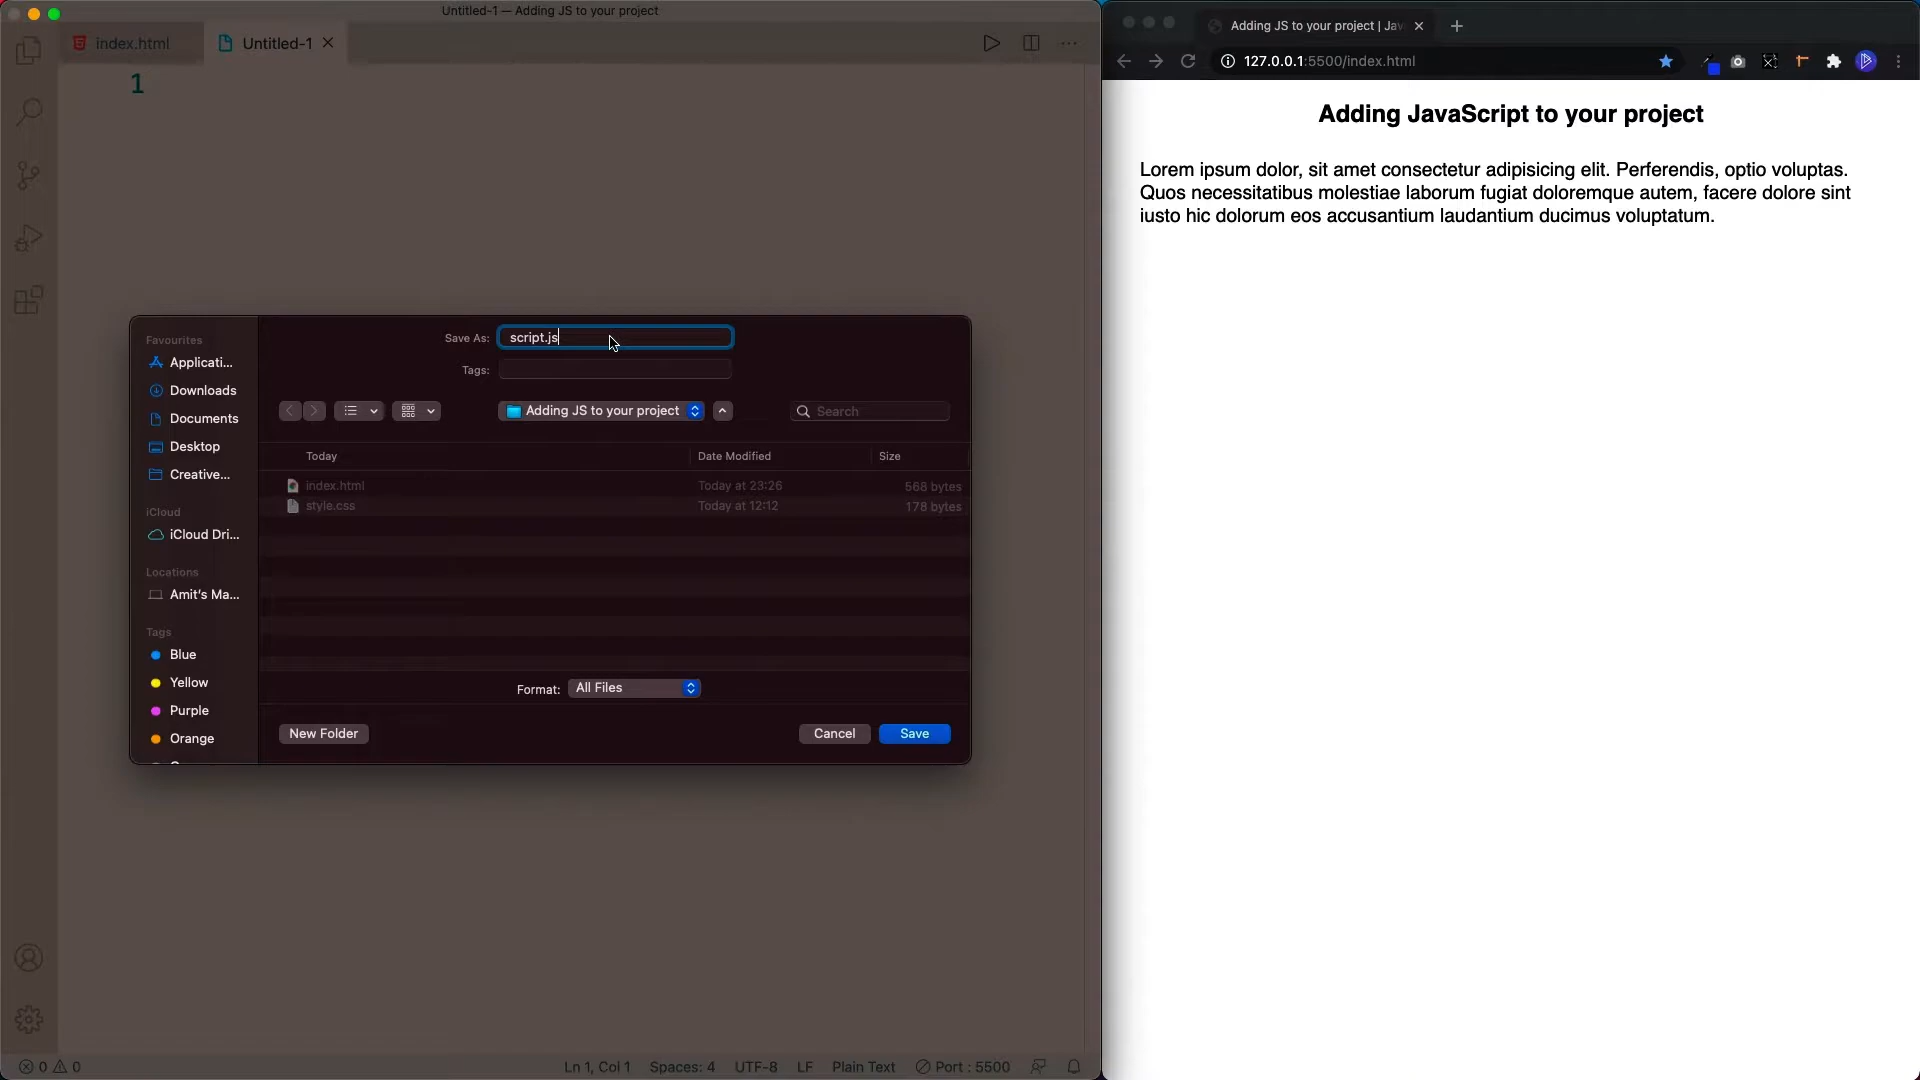 Untitled-1 — Adding JS to your project
index.html
Untitled-1
1
Favourites
Applicati...
Downloads
Documents
Desktop
Creative...
iCloud
iCloud Dri...
Locations
Amit's Ma...
Tags
Blue
Yellow
Purple
Orange
Save As: script.js
Tags:
Adding JS to your project
Search
Today Date Modified Size
index.html Today at 23:26 568 bytes
style.css Today at 12:12 178 bytes
Format: All Files
New Folder Cancel Save
0 0 Ln 1, Col 1 Spaces: 4 UTF-8 LF Plain Text Port : 5500
Adding JS to your project | Jav
127.0.0.1:5500/index.html
Adding JavaScript to your project
Lorem ipsum dolor, sit amet consectetur adipisicing elit. Perferendis, optio voluptas.
Quos necessitatibus molestiae laborum fugiat doloremque autem, facere dolore sint
iusto hic dolorum eos accusantium laudantium ducimus voluptatum.